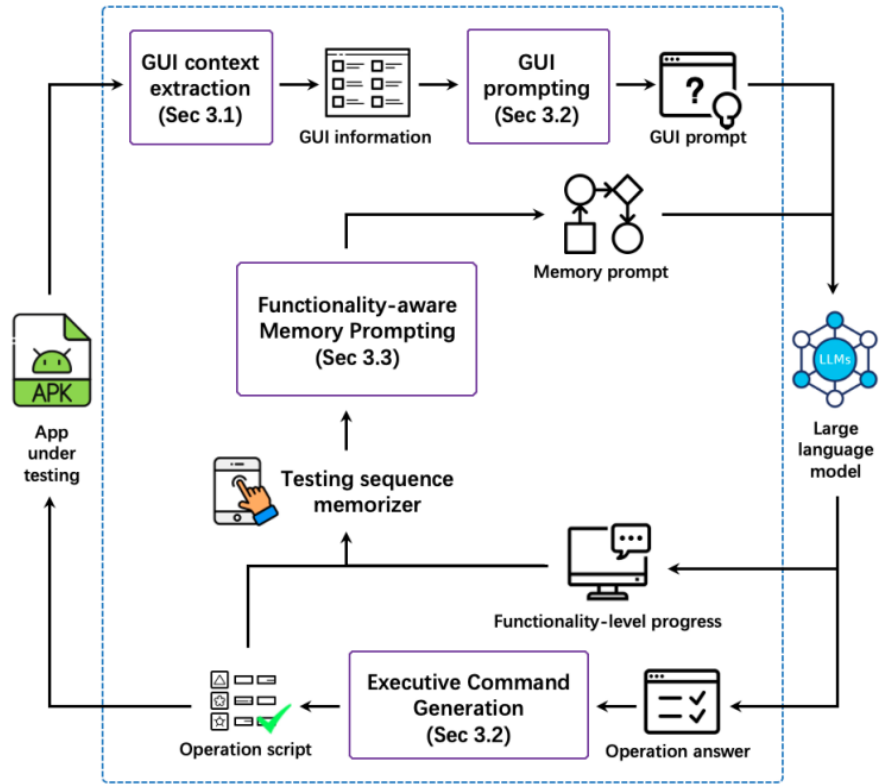 GUI context
extraction
(Sec 3.1)
GUI information
GUI
prompting
(Sec 3.2)
?
GUI prompt
Memory prompt
Functionality-aware
Memory Prompting
(Sec 3.3)
APK
App
under
testing
LLMs
Large
language
model
Testing sequence
memorizer
Functionality-level progress
Operation script
Executive Command
Generation
(Sec 3.2)
Operation answer